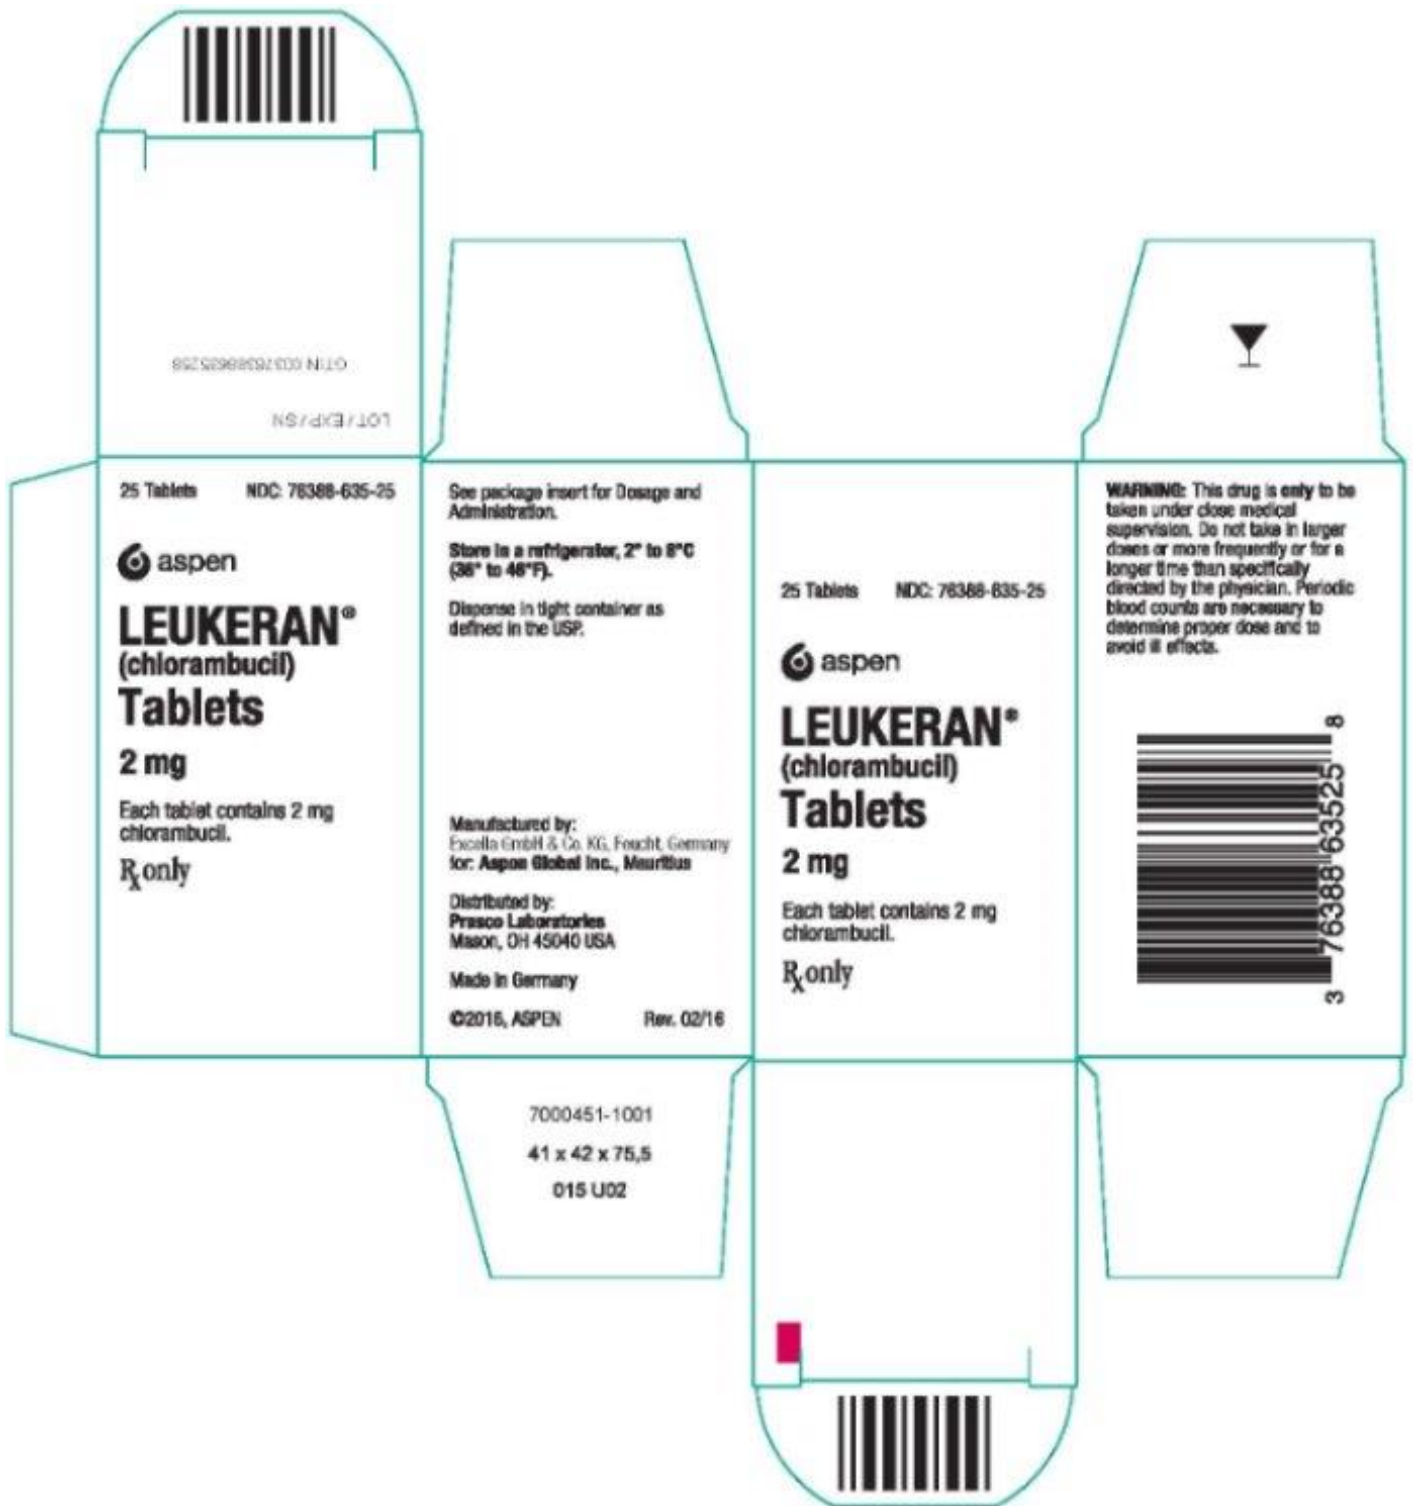 GTIN 00376388635258
LOT / EXP / SN
25 Tablets NDC: 76388-635-25
aspen
LEUKERAN®
(chlorambucil)
Tablets
2 mg
Each tablet contains 2 mg
chlorambucil.
Rx only
See package insert for Dosage and
Administration.
Store in a refrigerator, 2° to 8°C
(36° to 46°F).
Dispense in tight container as
defined in the USP.
Manufactured by:
Excella GmbH & Co. KG, Feucht, Germany
for: Aspen Global Inc., Mauritius
Distributed by:
Prasco Laboratories
Mason, OH 45040 USA
Made in Germany
©2016, ASPEN Rev. 02/16
7000451-1001
41 x 42 x 75,5
015 U02
25 Tablets NDC: 76388-635-25
aspen
LEUKERAN®
(chlorambucil)
Tablets
2 mg
Each tablet contains 2 mg
chlorambucil.
Rx only
WARNING: This drug is only to be
taken under close medical
supervision. Do not take in larger
doses or more frequently or for a
longer time than specifically
directed by the physician. Periodic
blood counts are necessary to
determine proper dose and to
avoid ill effects.
3 76388 63525 8